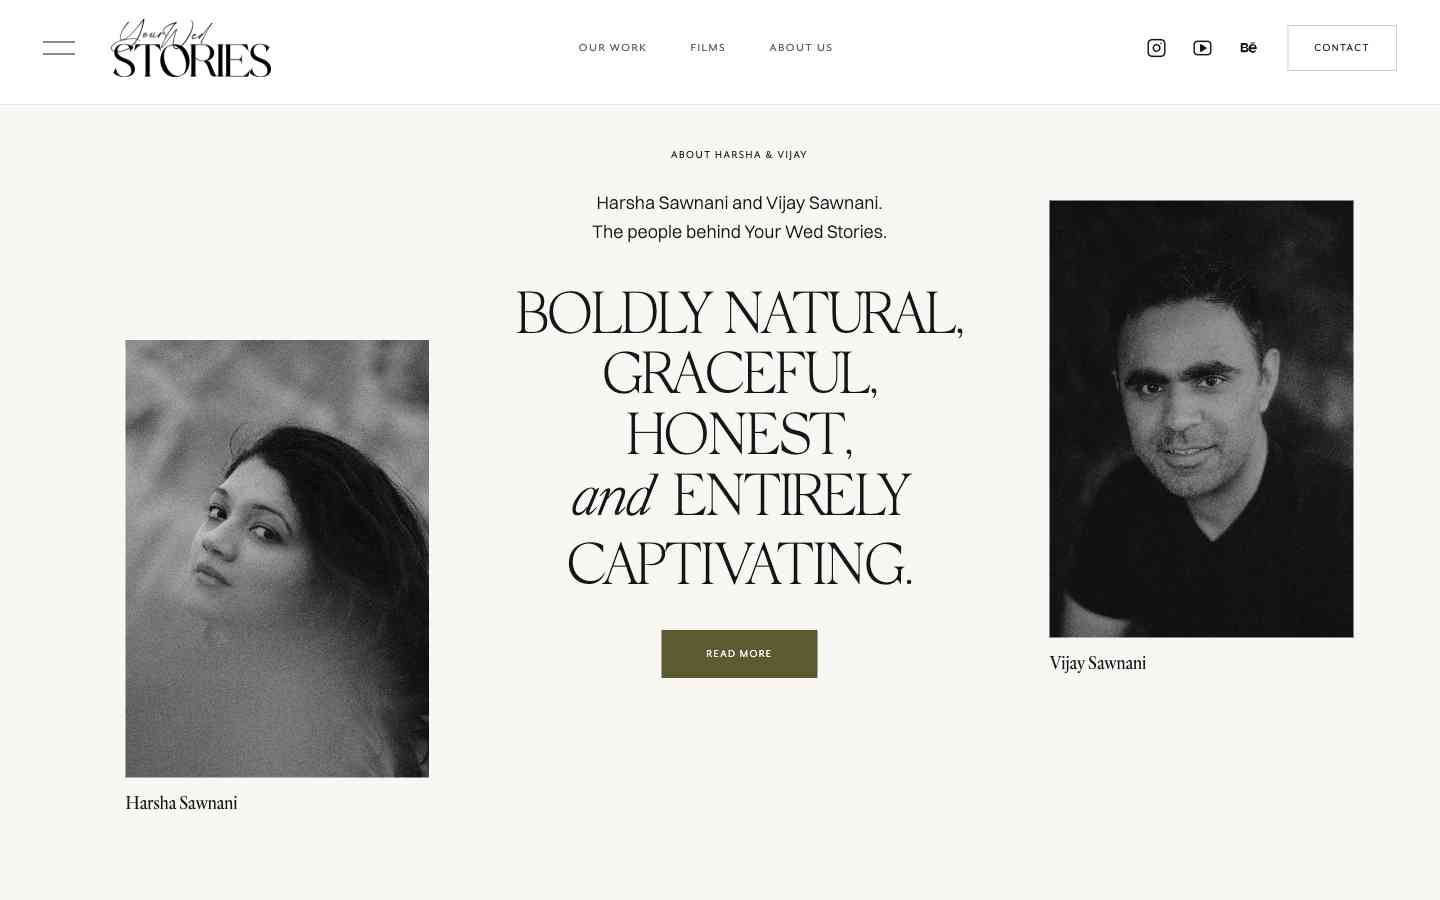 Your Wed
STORIES
OUR WORK
FILMS
ABOUT US
Bē
CONTACT
ABOUT HARSHA & VIJAY
Harsha Sawnani and Vijay Sawnani.
The people behind Your Wed Stories.
BOLDLY NATURAL,
GRACEFUL,
HONEST,
and ENTIRELY
CAPTIVATING.
READ MORE
Vijay Sawnani
Harsha Sawnani